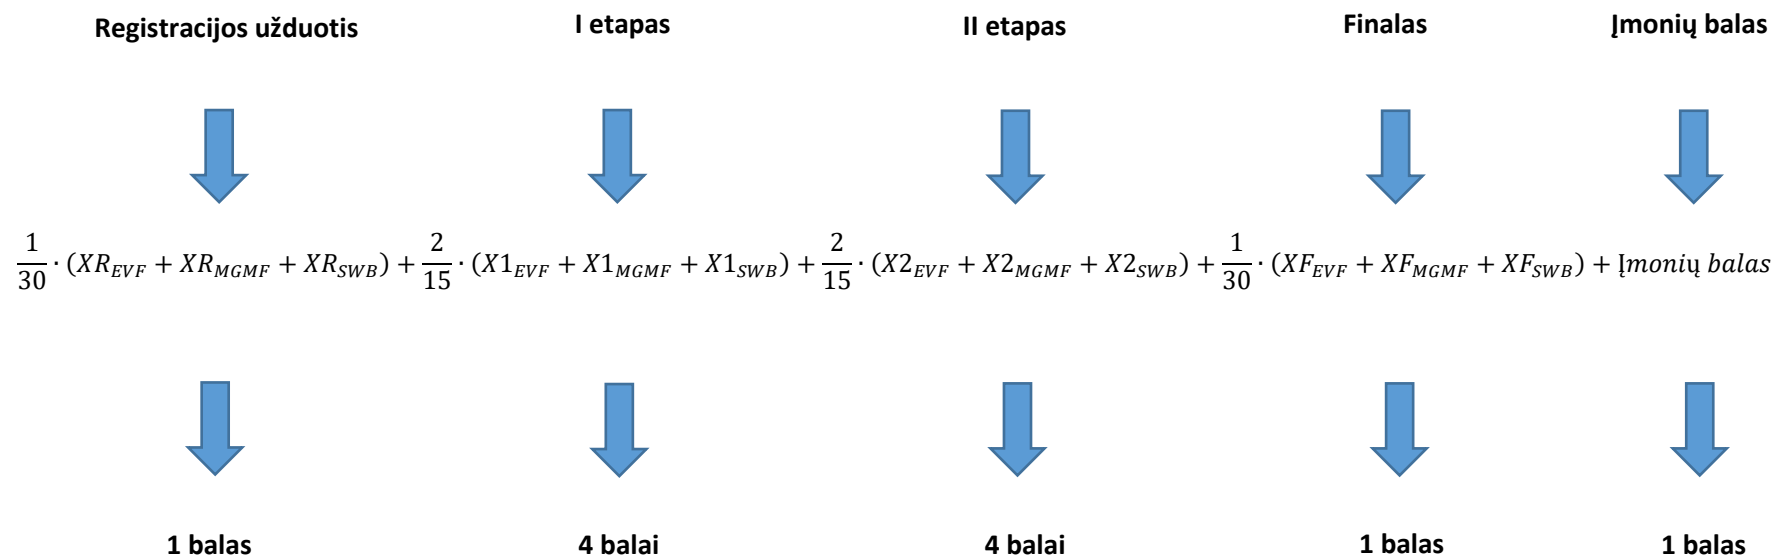 Registracijos užduotis I etapas II etapas Finalas Įmonių balas
1/30 · (XR_EVF + XR_MGMF + XR_SWB) + 2/15 · (X1_EVF + X1_MGMF + X1_SWB) + 2/15 · (X2_EVF + X2_MGMF + X2_SWB) + 1/30 · (XF_EVF + XF_MGMF + XF_SWB) + Įmonių balas
1 balas 4 balai 4 balai 1 balas 1 balas